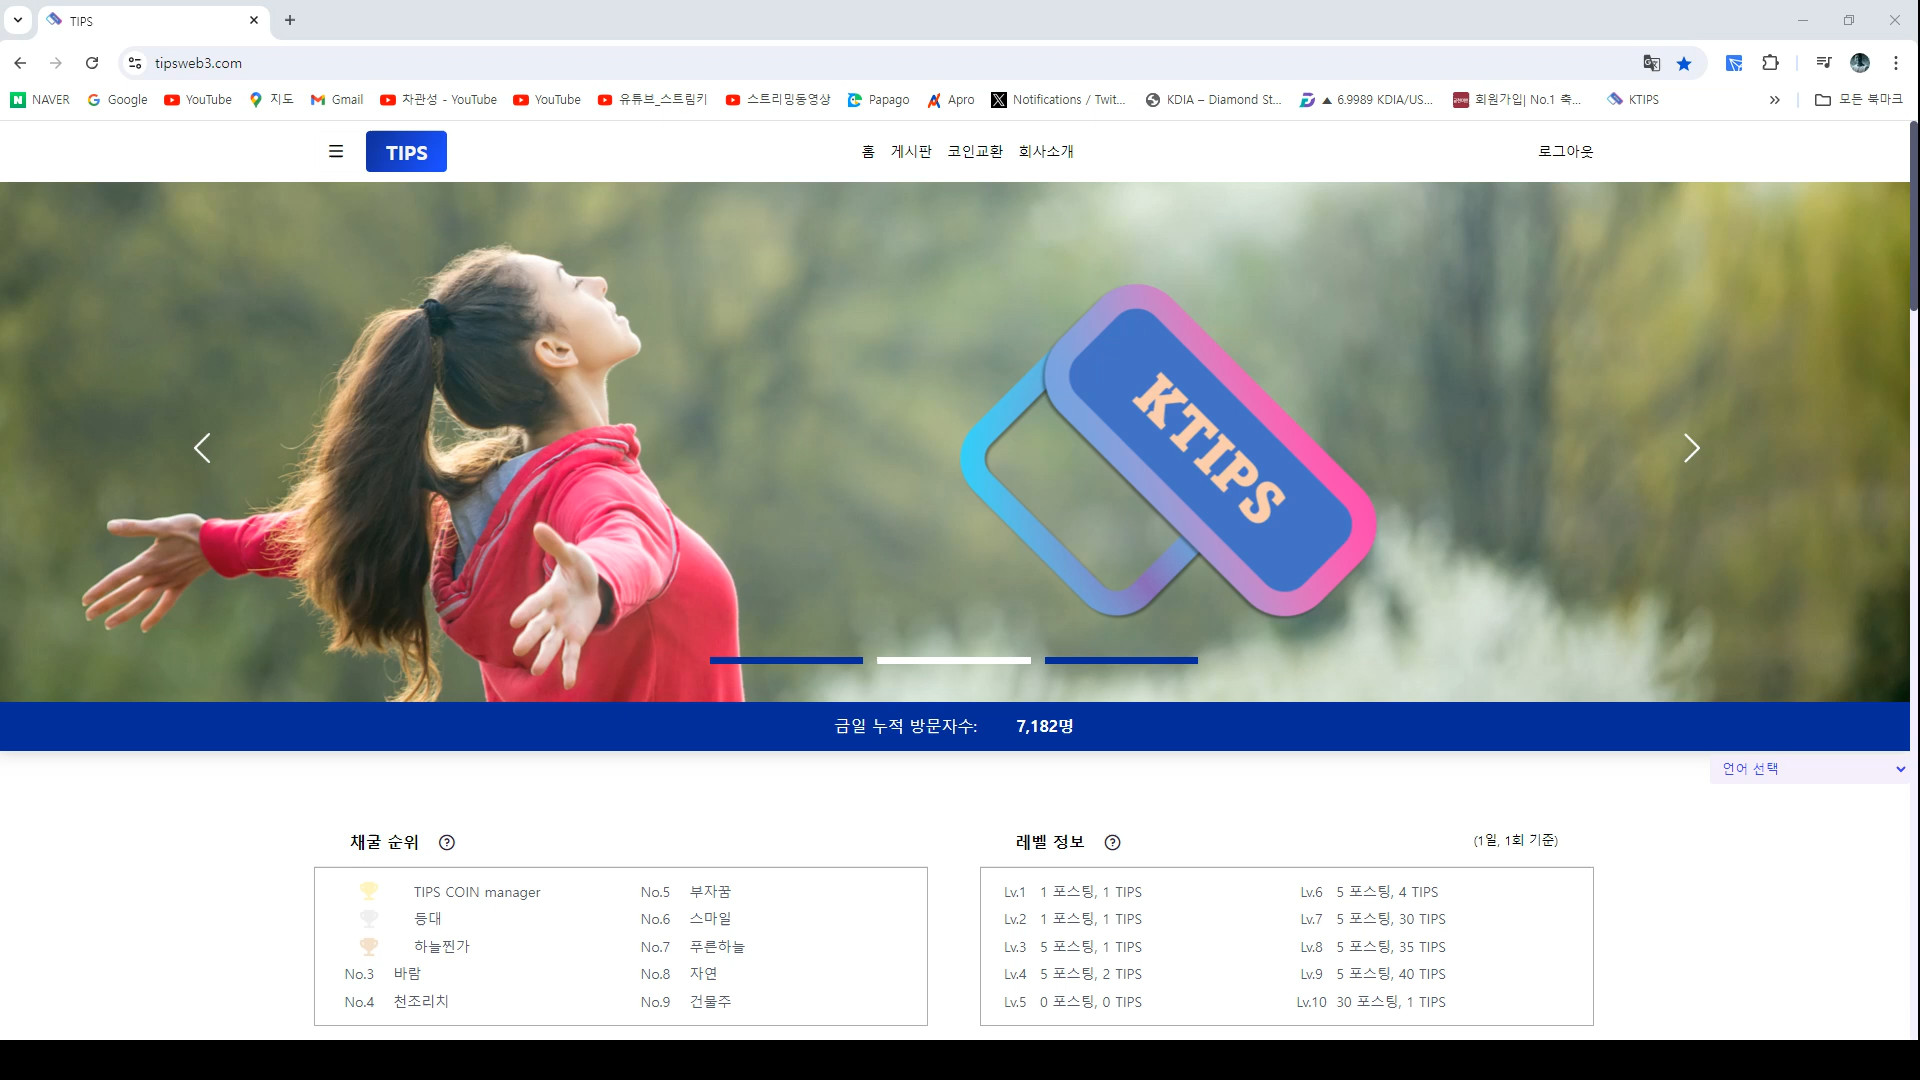 TIPS
tipsweb3.com
NAVER Google YouTube 지도 Gmail 차관성 - YouTube YouTube 유튜브_스트림키 스트리밍동영상 Papago Apro Notifications / Twit... KDIA – Diamond St... ▲ 6.9989 KDIA/US... 회원가입| No.1 축... KTIPS 모든 북마크
TIPS 홈 게시판 코인교환 회사소개 로그아웃
KTIPS
금일 누적 방문자수: 7,182명
언어 선택
채굴 순위
TIPS COIN manager
등대
하늘찐가
No.3 바람
No.4 천조리치
No.5 부자꿈
No.6 스마일
No.7 푸른하늘
No.8 자연
No.9 건물주
레벨 정보 (1일, 1회 기준)
Lv.1 1 포스팅, 1 TIPS
Lv.2 1 포스팅, 1 TIPS
Lv.3 5 포스팅, 1 TIPS
Lv.4 5 포스팅, 2 TIPS
Lv.5 0 포스팅, 0 TIPS
Lv.6 5 포스팅, 4 TIPS
Lv.7 5 포스팅, 30 TIPS
Lv.8 5 포스팅, 35 TIPS
Lv.9 5 포스팅, 40 TIPS
Lv.10 30 포스팅, 1 TIPS